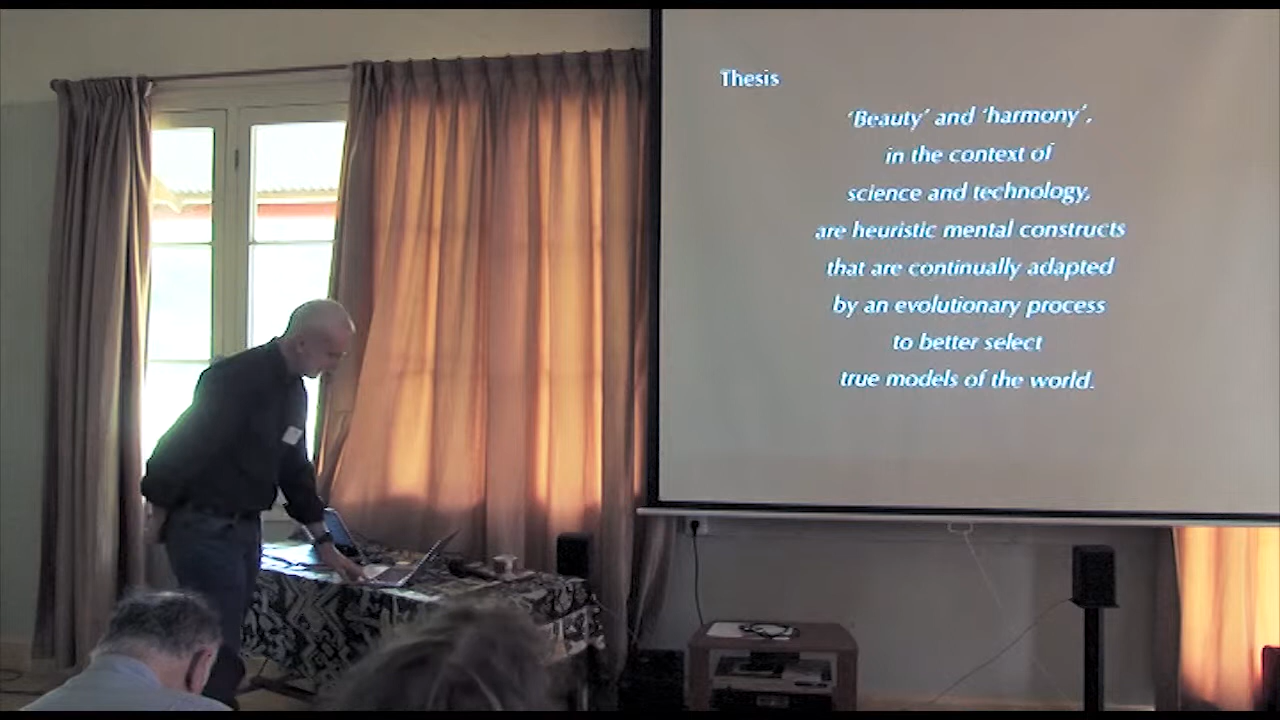 Thesis
‘Beauty’ and ‘harmony’,
in the context of
science and technology,
are heuristic mental constructs
that are continually adapted
by an evolutionary process
to better select
true models of the world.